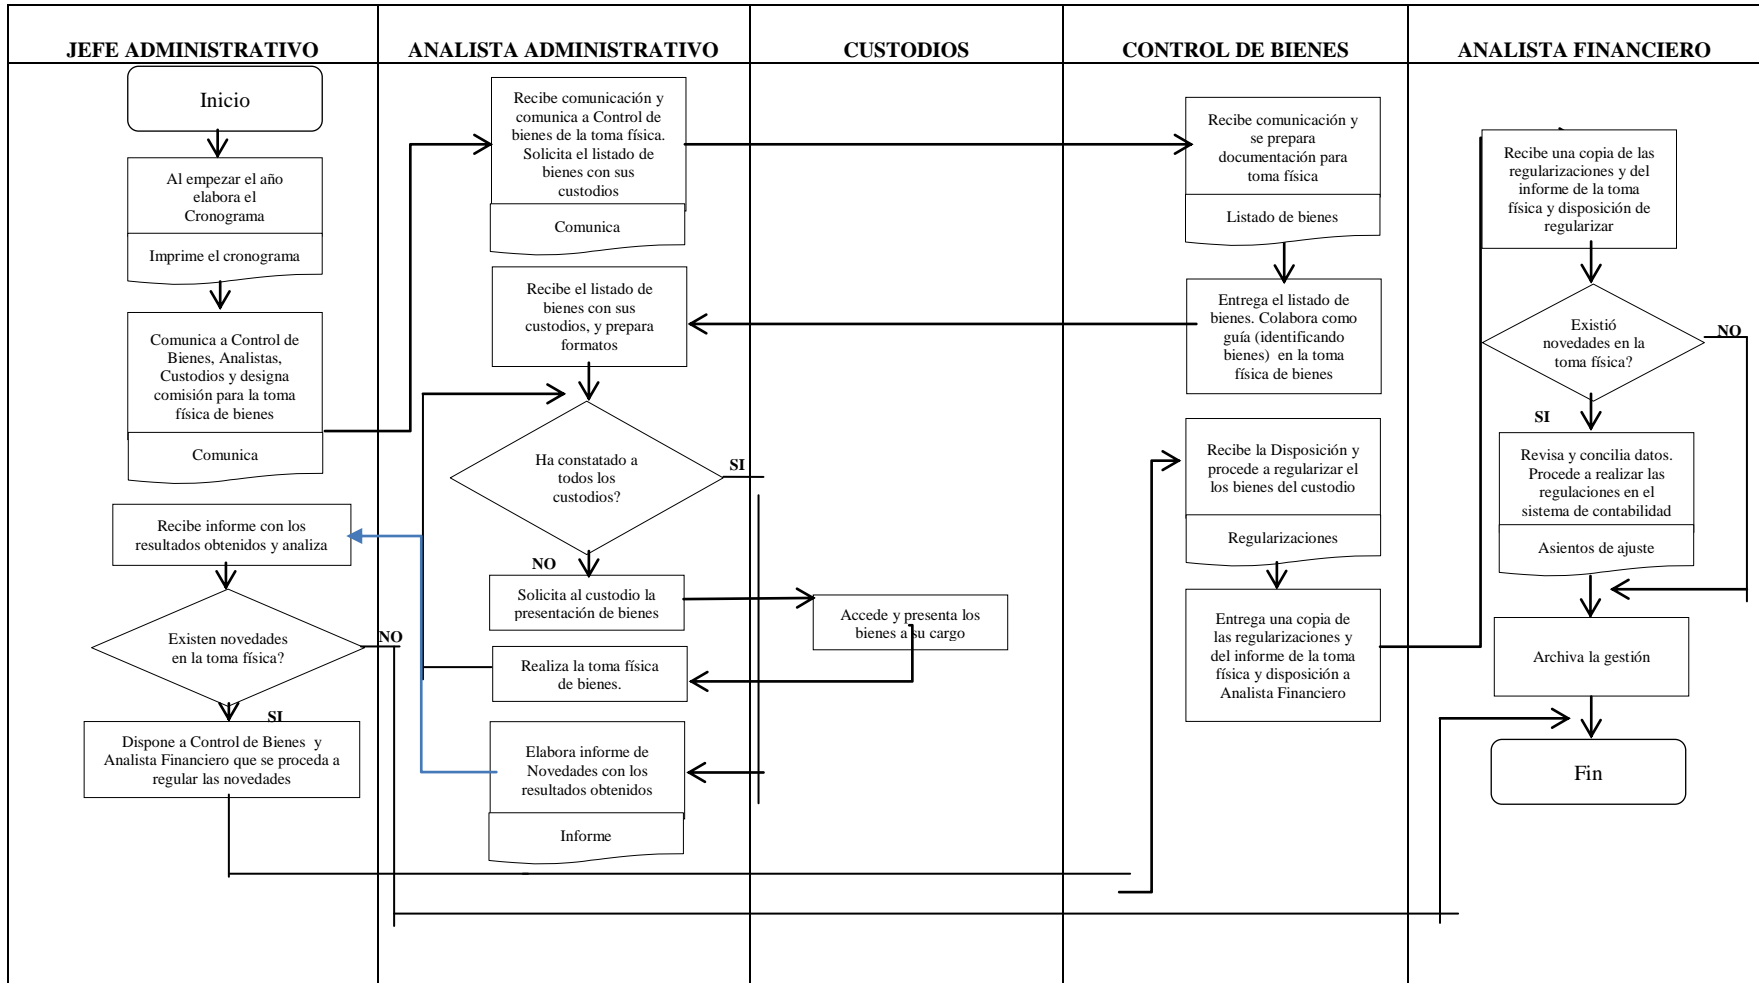 JEFE ADMINISTRATIVO
ANALISTA ADMINISTRATIVO
CUSTODIOS
CONTROL DE BIENES
ANALISTA FINANCIERO
Inicio
Al empezar el año
elabora el
Cronograma
Imprime el cronograma
Comunica a Control de
Bienes, Analistas,
Custodios y designa
comisión para la toma
física de bienes
Comunica
Recibe informe con los
resultados obtenidos y analiza
Existen novedades
en la toma física?
NO
SI
Dispone a Control de Bienes y
Analista Financiero que se proceda a
regular las novedades
Recibe comunicación y
comunica a Control de
bienes de la toma física.
Solicita el listado de
bienes con sus
custodios
Comunica
Recibe el listado de
bienes con sus
custodios, y prepara
formatos
Ha constatado a
todos los
custodios?
SI
NO
Solicita al custodio la
presentación de bienes
Realiza la toma física
de bienes.
Elabora informe de
Novedades con los
resultados obtenidos
Informe
Accede y presenta los
bienes a su cargo
Recibe comunicación y
se prepara
documentación para
toma física
Listado de bienes
Entrega el listado de
bienes. Colabora como
guía (identificando
bienes) en la toma
física de bienes
Recibe la Disposición y
procede a regularizar el
los bienes del custodio
Regularizaciones
Entrega una copia de
las regularizaciones y
del informe de la toma
física y disposición a
Analista Financiero
Recibe una copia de las
regularizaciones y del
informe de la toma
física y disposición de
regularizar
Existió
novedades en la
toma física?
NO
SI
Revisa y concilia datos.
Procede a realizar las
regulaciones en el
sistema de contabilidad
Asientos de ajuste
Archiva la gestión
Fin